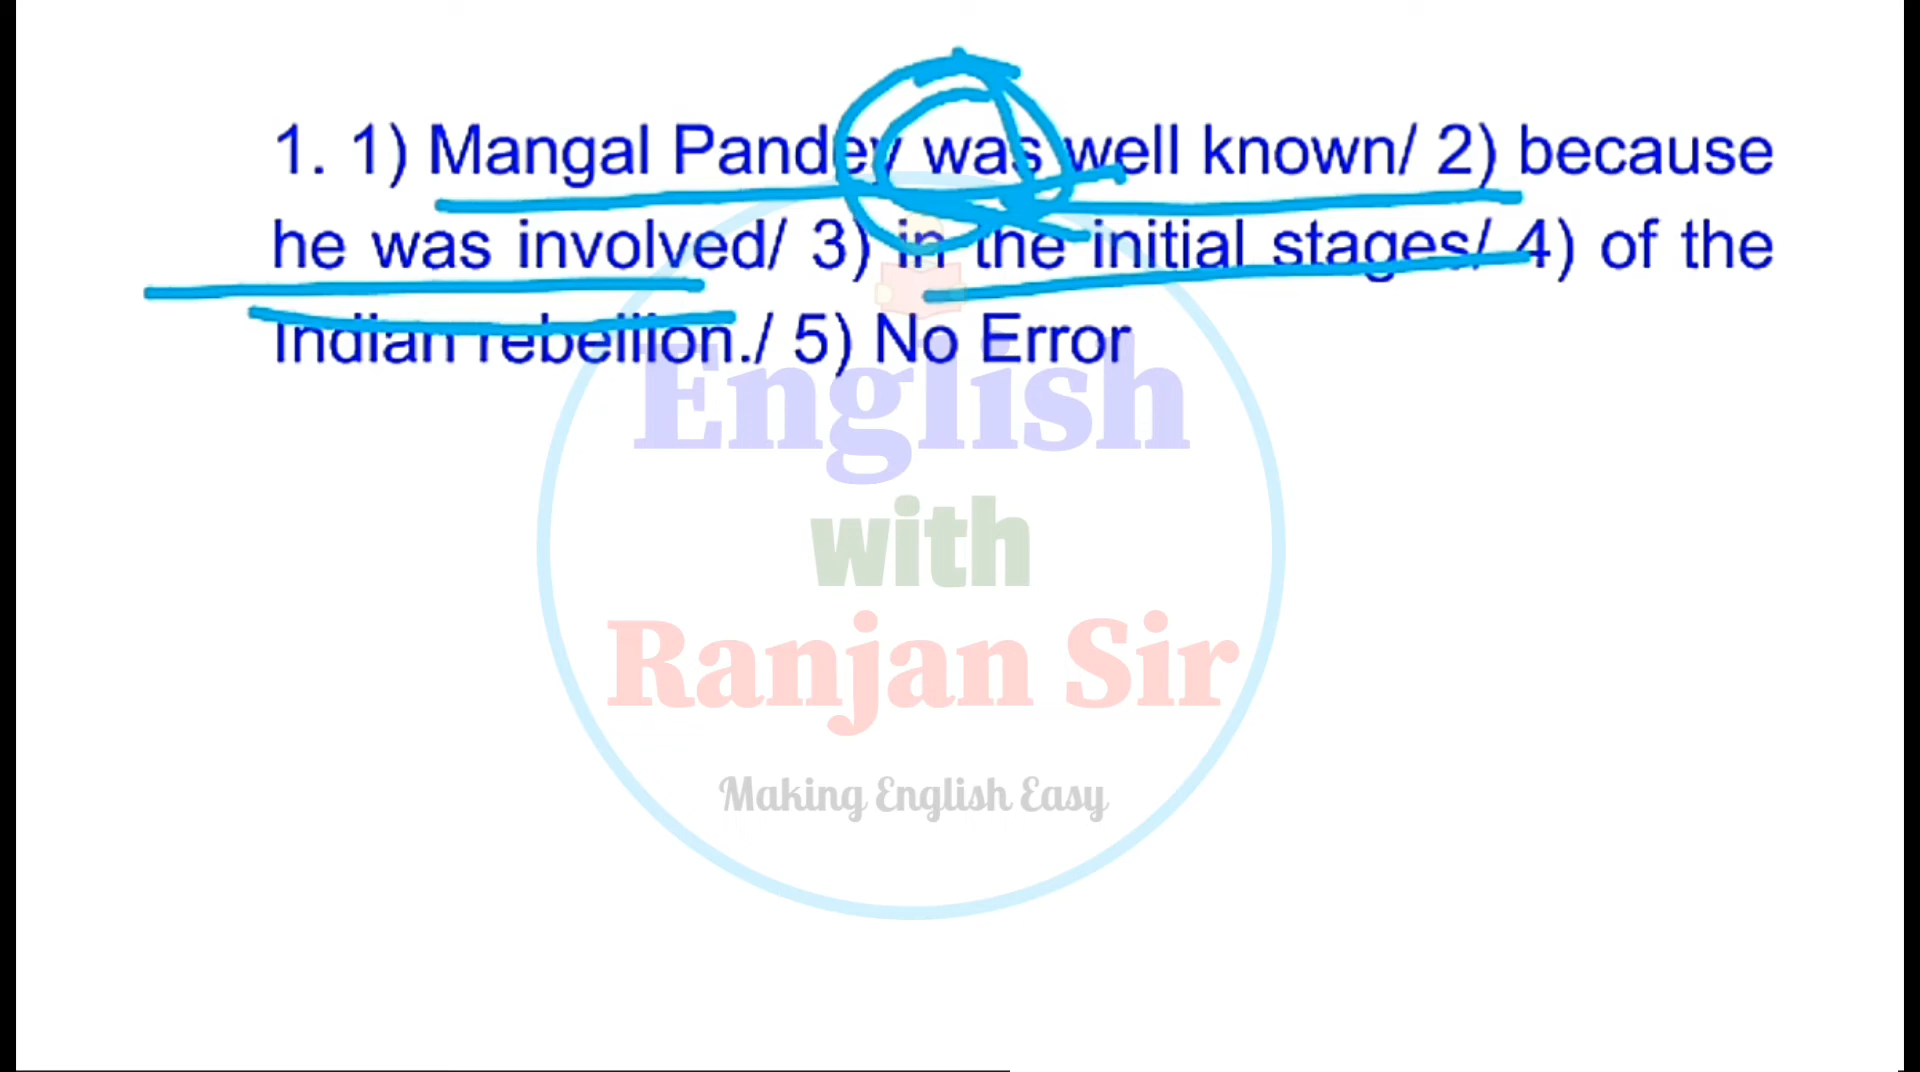 1. 1) Mangal Pandey was well known/ 2) because
he was involved/ 3) in the initial stages/ 4) of the
Indian rebellion./ 5) No Error
English
with
Ranjan Sir
Making English Easy